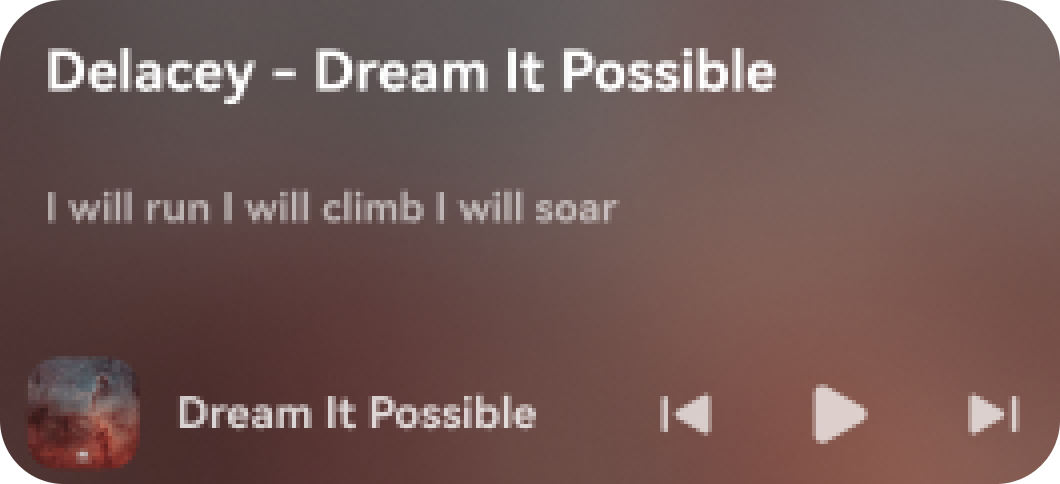 Delacey – Dream It Possible
I will run I will climb I will soar
Dream It Possible